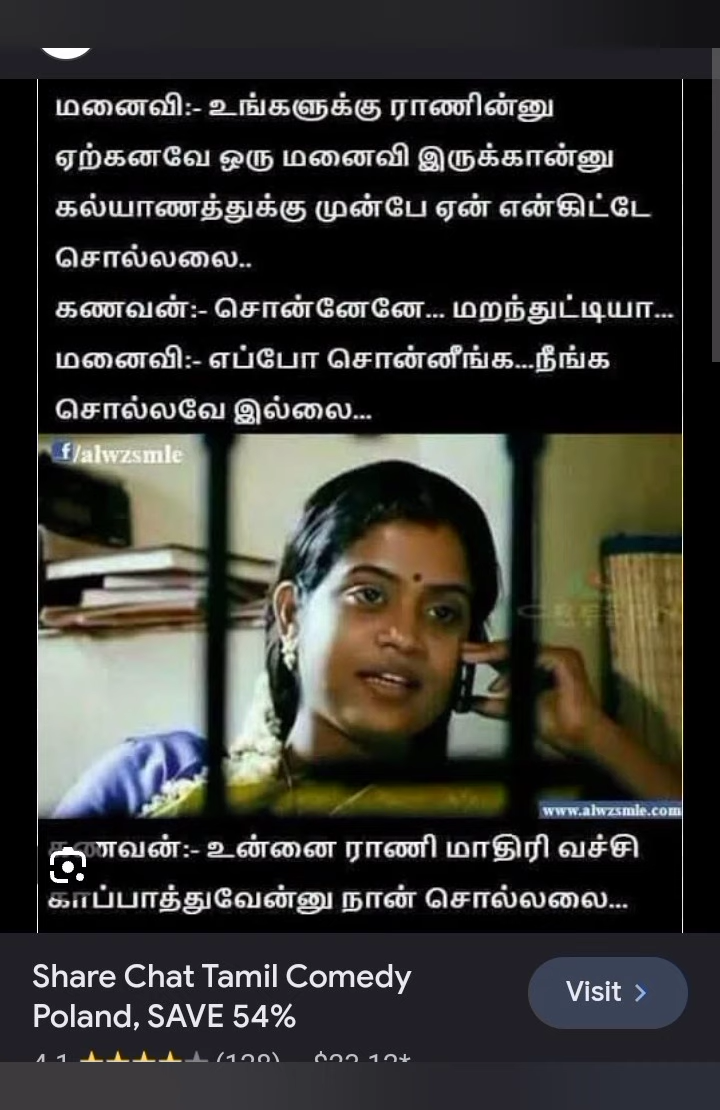 மனைவி:- உங்களுக்கு ராணின்னு
ஏற்கனவே ஒரு மனைவி இருக்கான்னு
கல்யாணத்துக்கு முன்பே ஏன் என்கிட்டே
சொல்லலை..
கணவன்:- சொன்னேனே... மறந்துட்டியா...
மனைவி:- எப்போ சொன்னீங்க...நீங்க
சொல்லவே இல்லை...
f/alwzsmle
www.alwzsmle.com
கணவன்:- உன்னை ராணி மாதிரி வச்சி
காப்பாத்துவேன்னு நான் சொல்லலை...
Share Chat Tamil Comedy
Poland, SAVE 54%
Visit